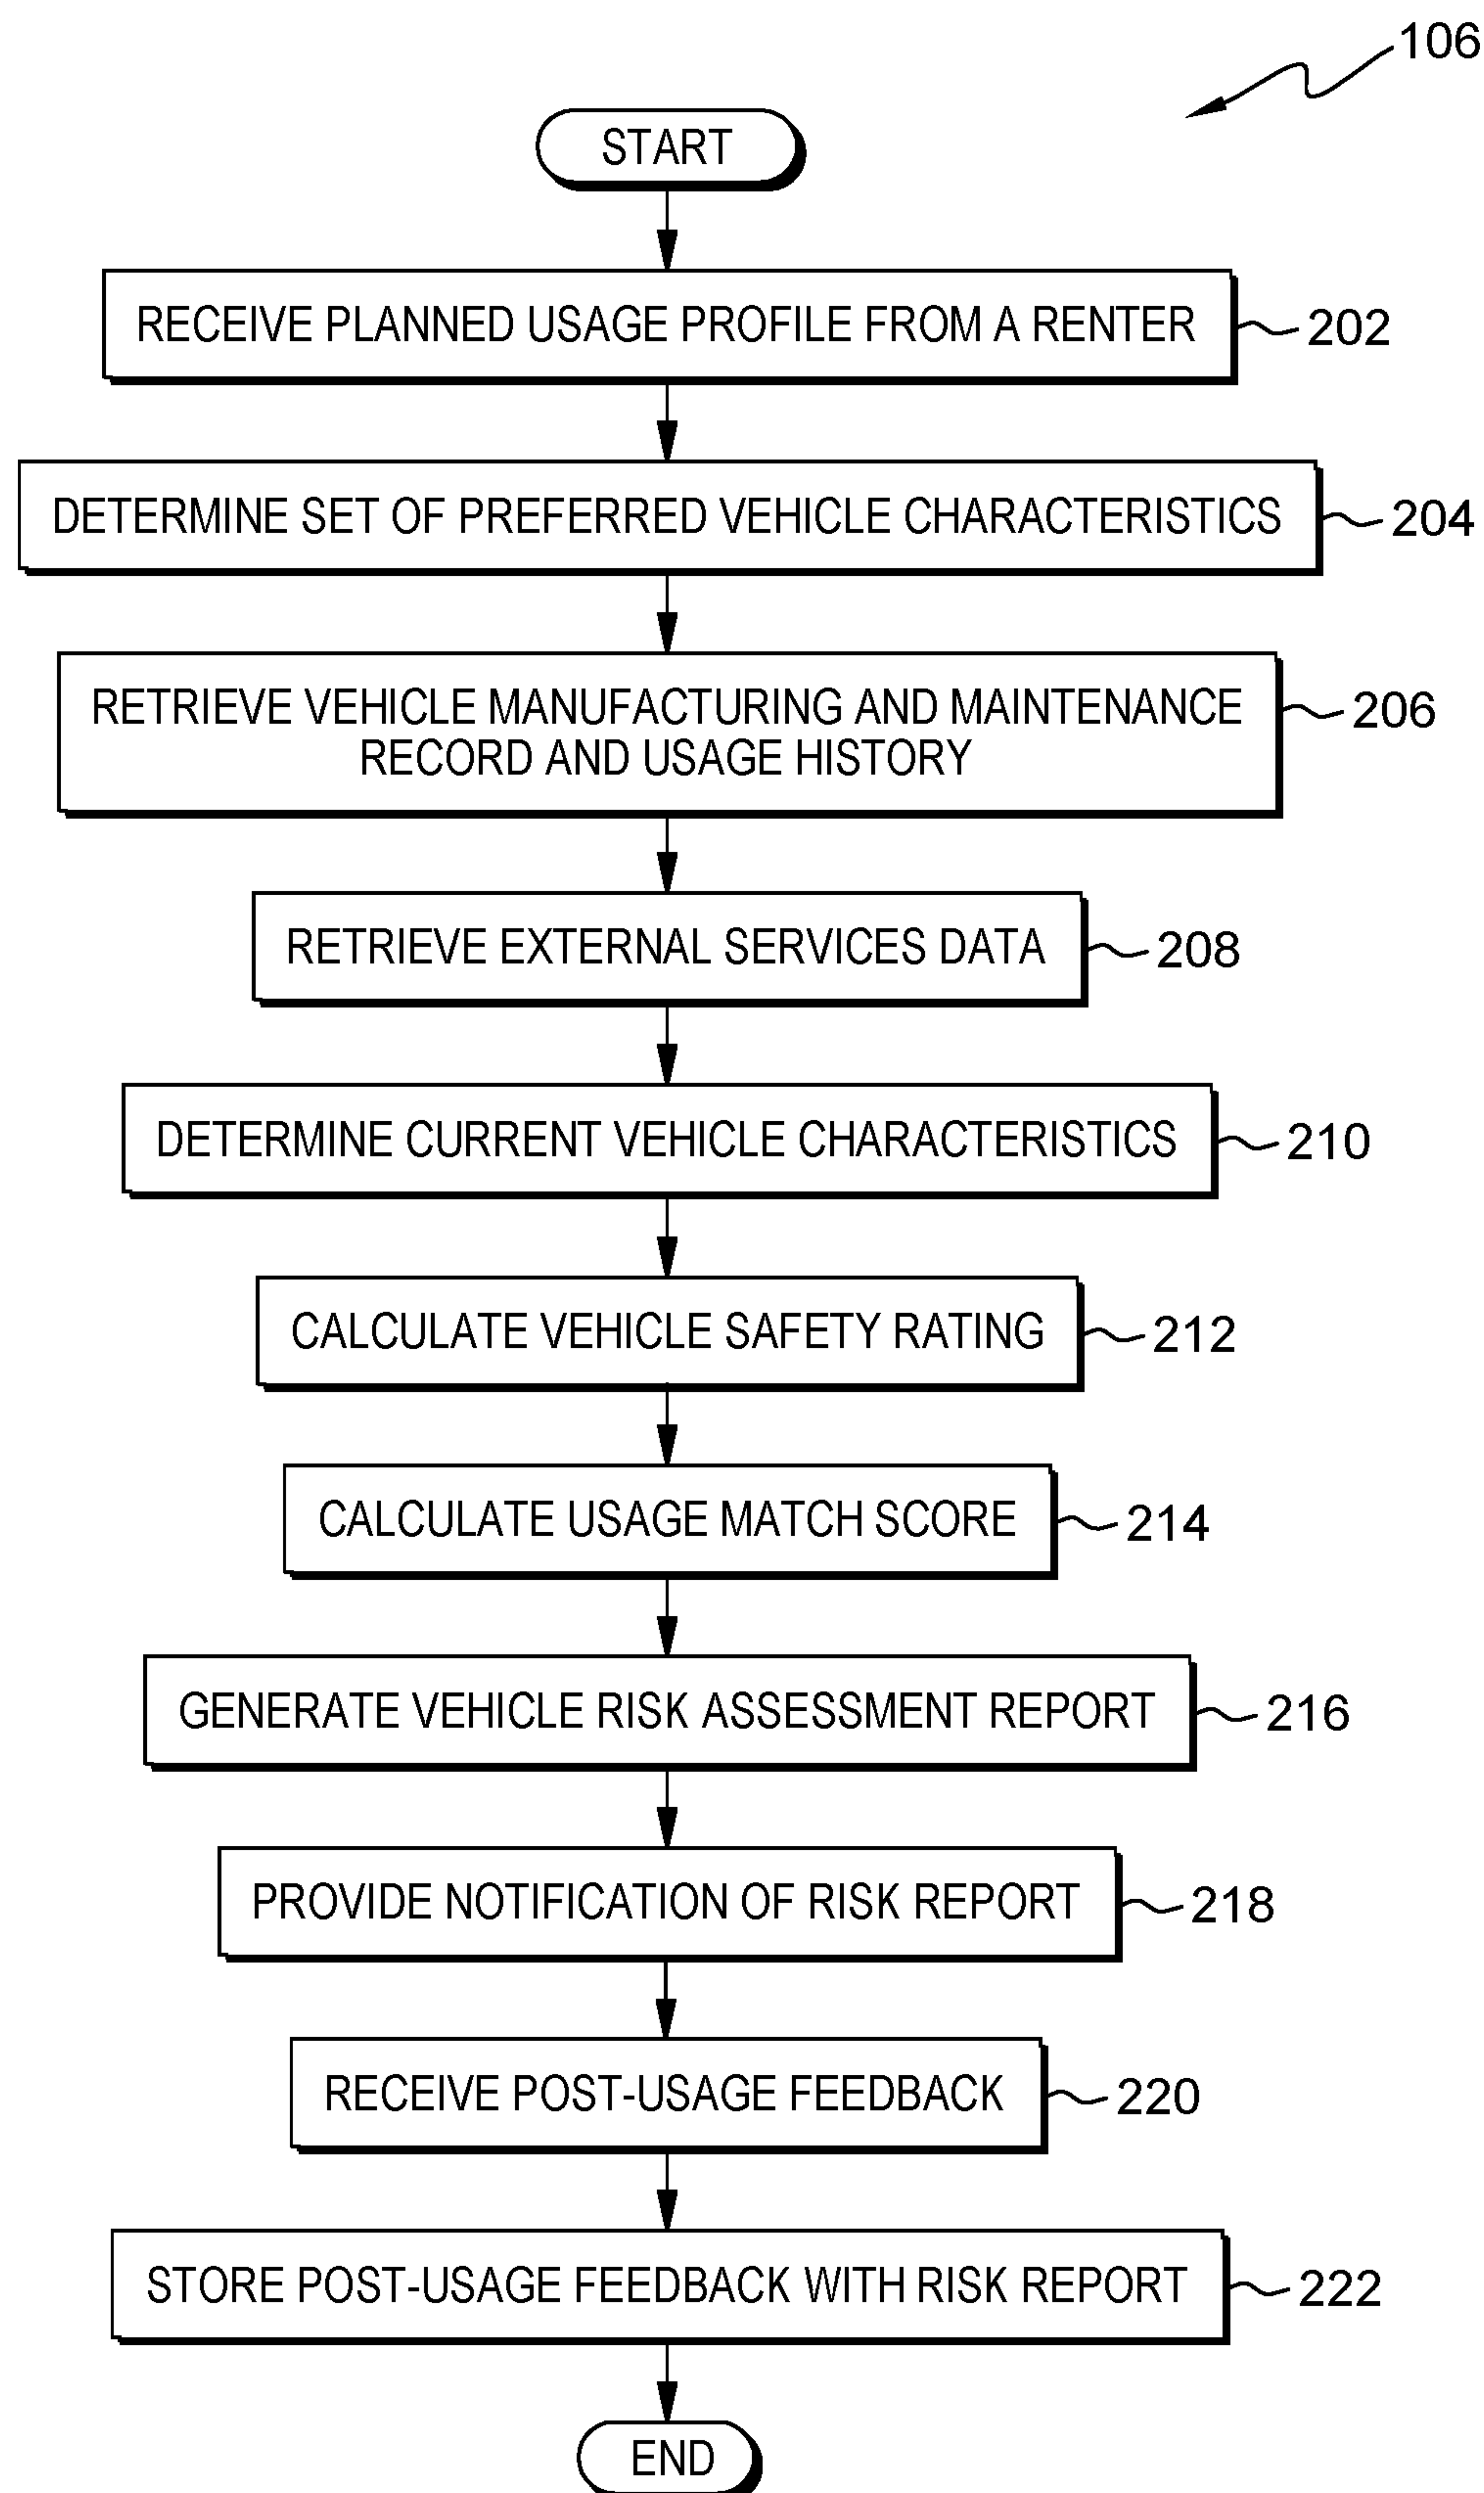 106
START
RECEIVE PLANNED USAGE PROFILE FROM A RENTER
202
DETERMINE SET OF PREFERRED VEHICLE CHARACTERISTICS
204
RETRIEVE VEHICLE MANUFACTURING AND MAINTENANCE
RECORD AND USAGE HISTORY
206
RETRIEVE EXTERNAL SERVICES DATA
208
DETERMINE CURRENT VEHICLE CHARACTERISTICS
210
CALCULATE VEHICLE SAFETY RATING
212
CALCULATE USAGE MATCH SCORE
214
GENERATE VEHICLE RISK ASSESSMENT REPORT
216
PROVIDE NOTIFICATION OF RISK REPORT
218
RECEIVE POST-USAGE FEEDBACK
220
STORE POST-USAGE FEEDBACK WITH RISK REPORT
222
END